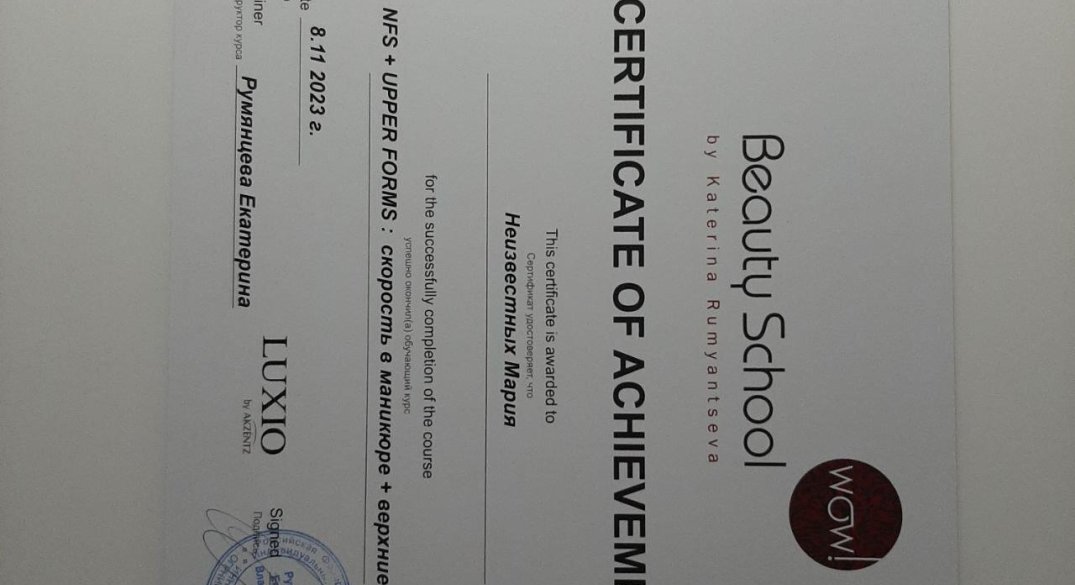 WOW!
Beauty School
by Katerina Rumyantseva
CERTIFICATE OF ACHIEVEM
This certificate is awarded to
Сертификат удостоверяет, что
Неизвестных Мария
for the successfully completion of the course
успешно окончил(а) обучающий курс
NFS + UPPER FORMS : скорость в маникюре + верхние
te 8.11 2023 г.
iner
руктор курса Румянцева Екатерина
LUXIO
by AKZENTZ
Signed